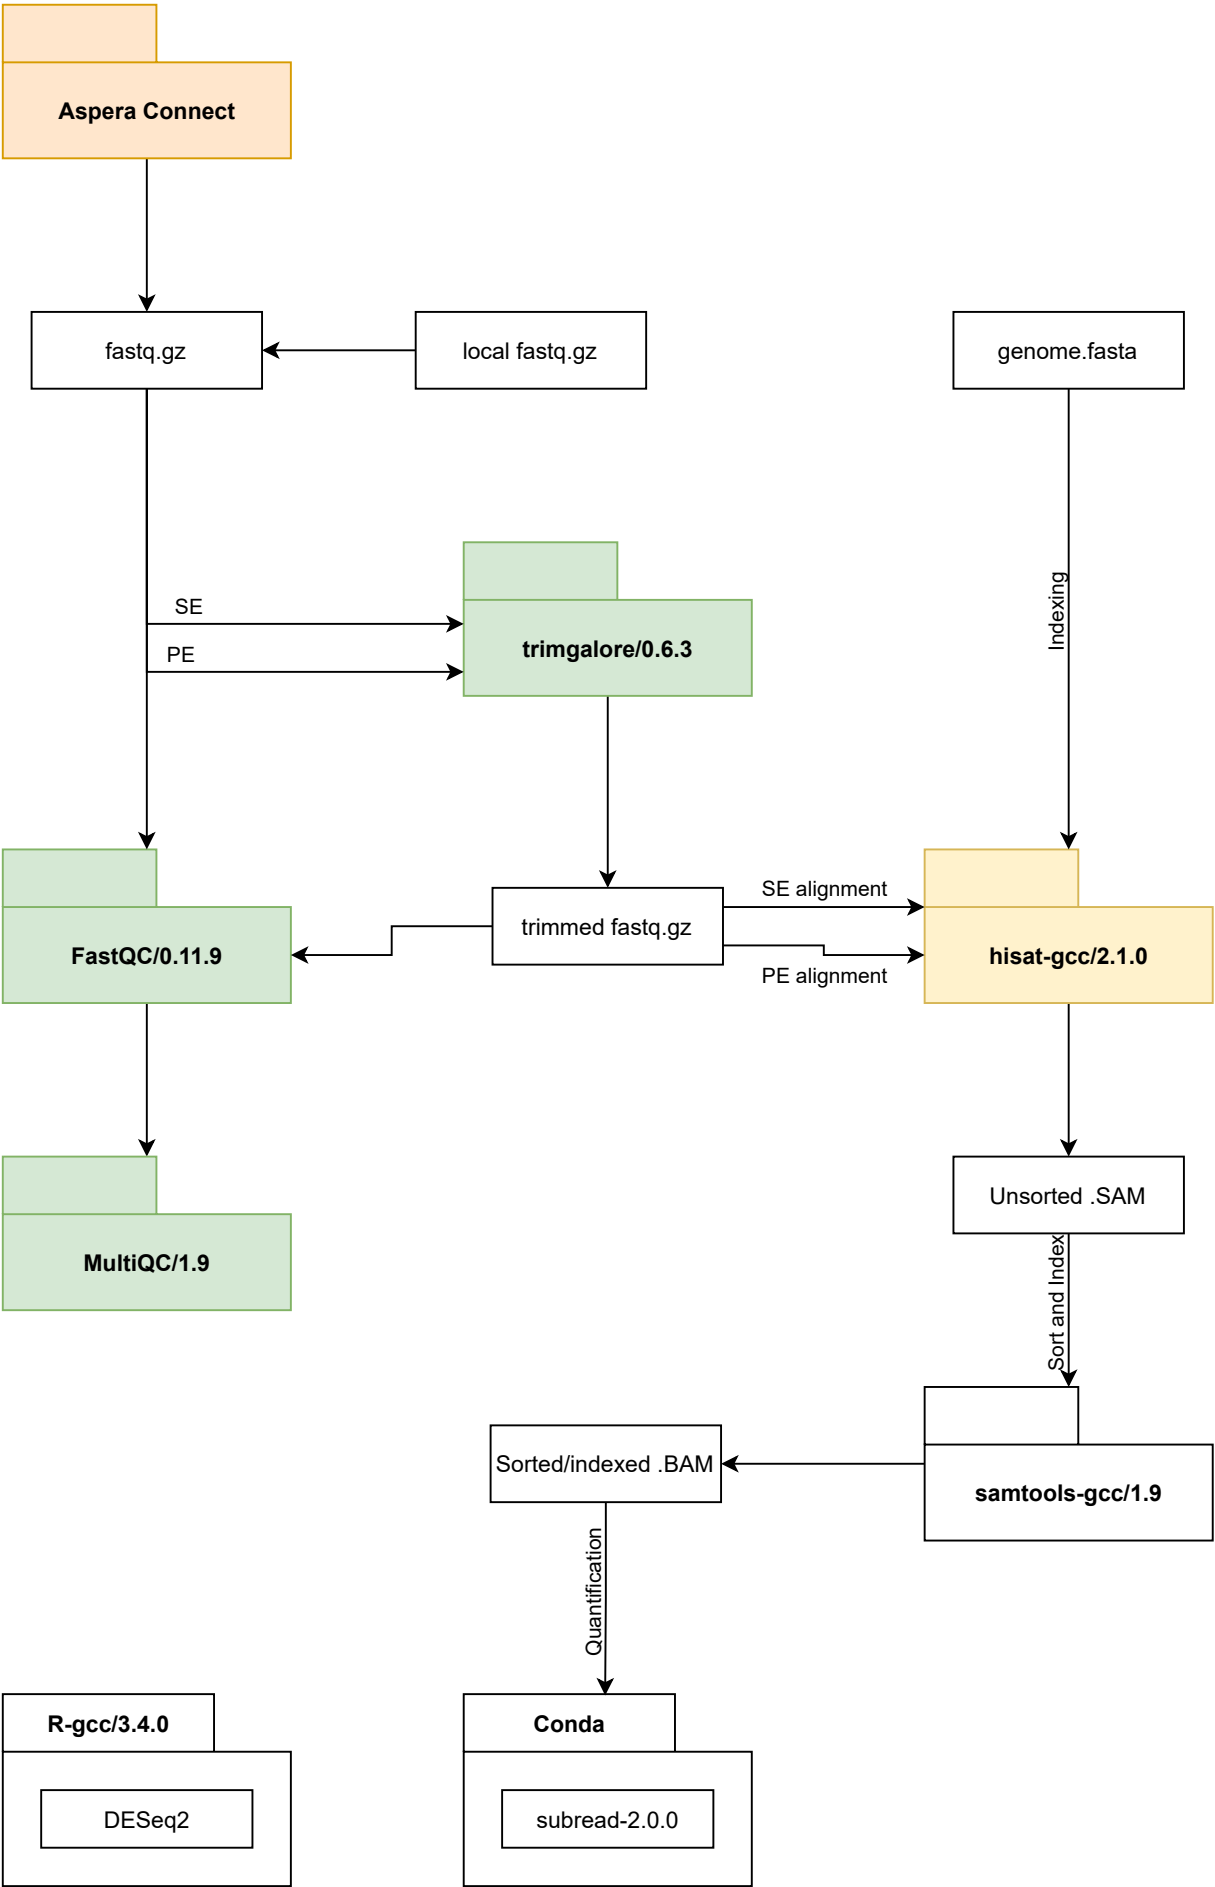 Aspera Connect
fastq.gz
local fastq.gz
genome.fasta
SE
PE
trimgalore/0.6.3
Indexing
FastQC/0.11.9
trimmed fastq.gz
SE alignment
PE alignment
hisat-gcc/2.1.0
MultiQC/1.9
Unsorted .SAM
Sort and Index
samtools-gcc/1.9
Sorted/indexed .BAM
Quantification
R-gcc/3.4.0
DESeq2
Conda
subread-2.0.0